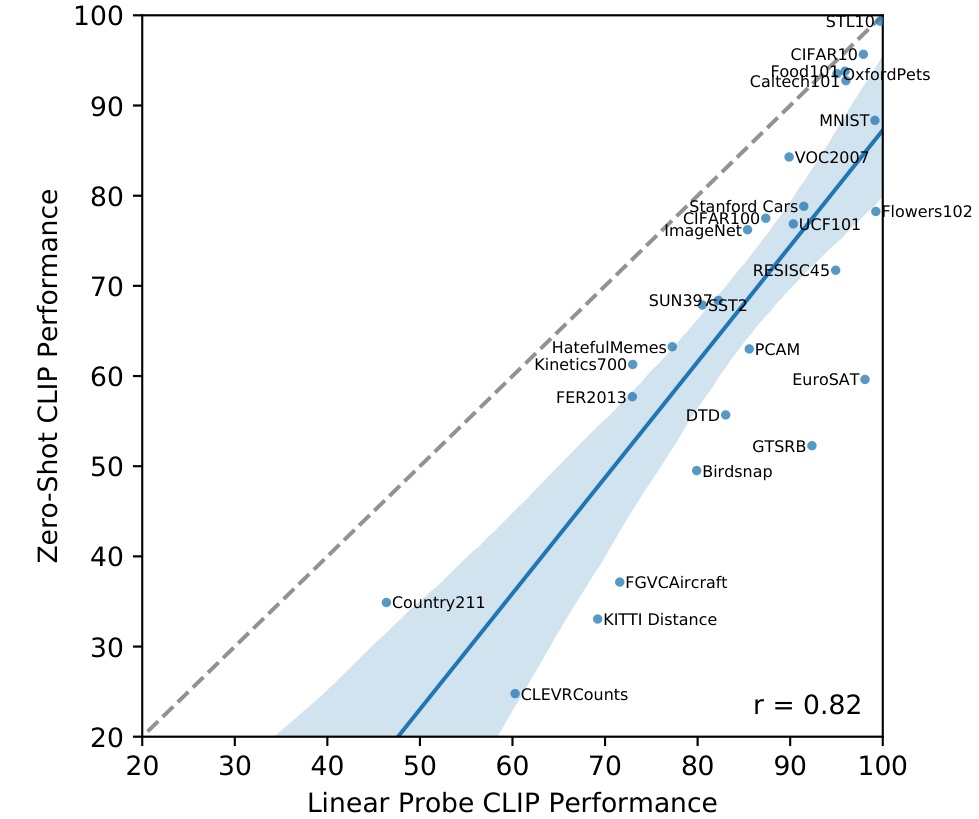 100
90
80
70
60
50
40
30
20
Zero-Shot CLIP Performance
STL10
CIFAR10
Food101
OxfordPets
Caltech101
MNIST
VOC2007
Stanford Cars
Flowers102
CIFAR100
UCF101
ImageNet
RESISC45
SUN397
SST2
HatefulMemes
PCAM
Kinetics700
EuroSAT
FER2013
DTD
GTSRB
Birdsnap
FGVCAircraft
Country211
KITTI Distance
CLEVRCounts
r = 0.82
20 30 40 50 60 70 80 90 100
Linear Probe CLIP Performance